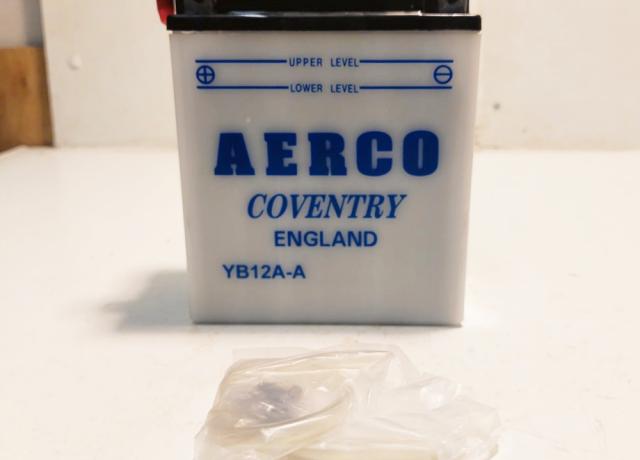 UPPER LEVEL
⊕ ⊖
LOWER LEVEL
AERCO
COVENTRY
ENGLAND
YB12A-A